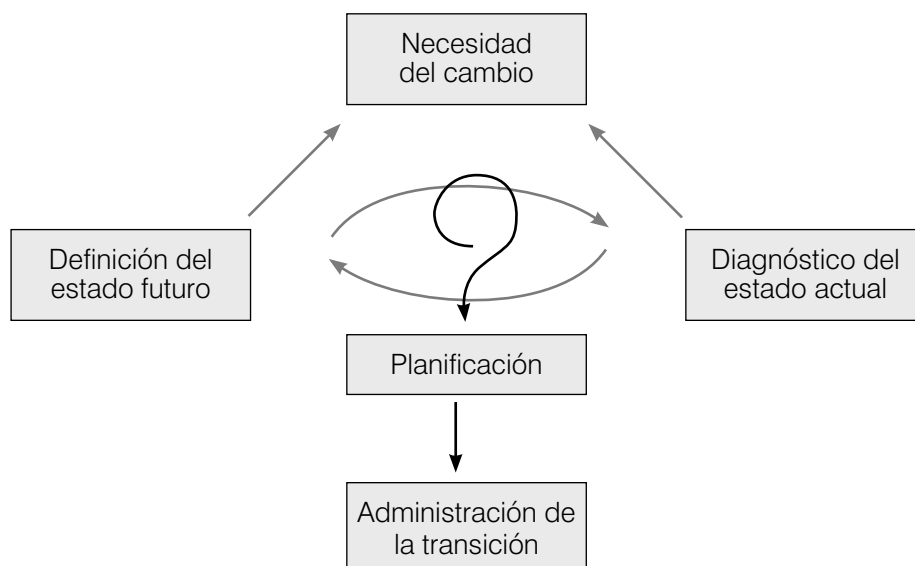 Necesidad
del cambio
Definición del
estado futuro
Diagnóstico del
estado actual
Planificación
Administración de
la transición